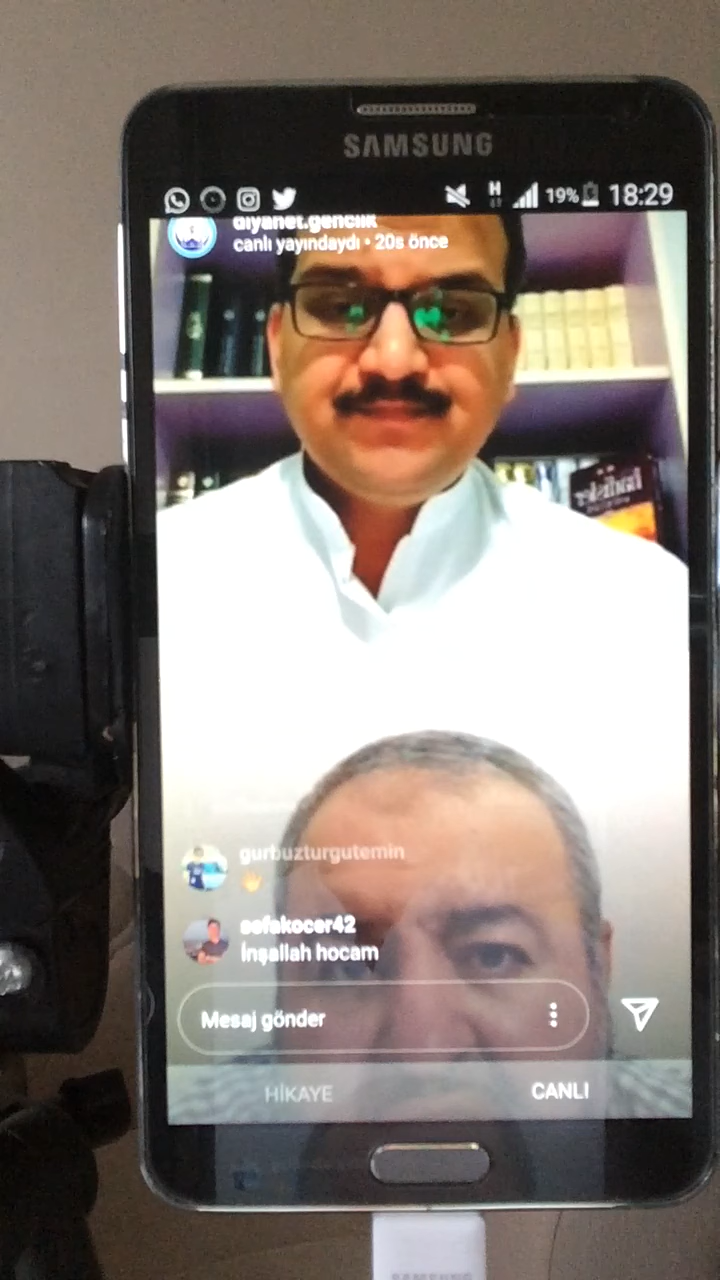 SAMSUNG
H
19%
18:29
diyanet.genclik
canlı yayındaydı • 20s önce
gurbuzturgutemin
sefakocer42
İnşallah hocam
Mesaj gönder
HİKAYE
CANLI
SAMSUNG